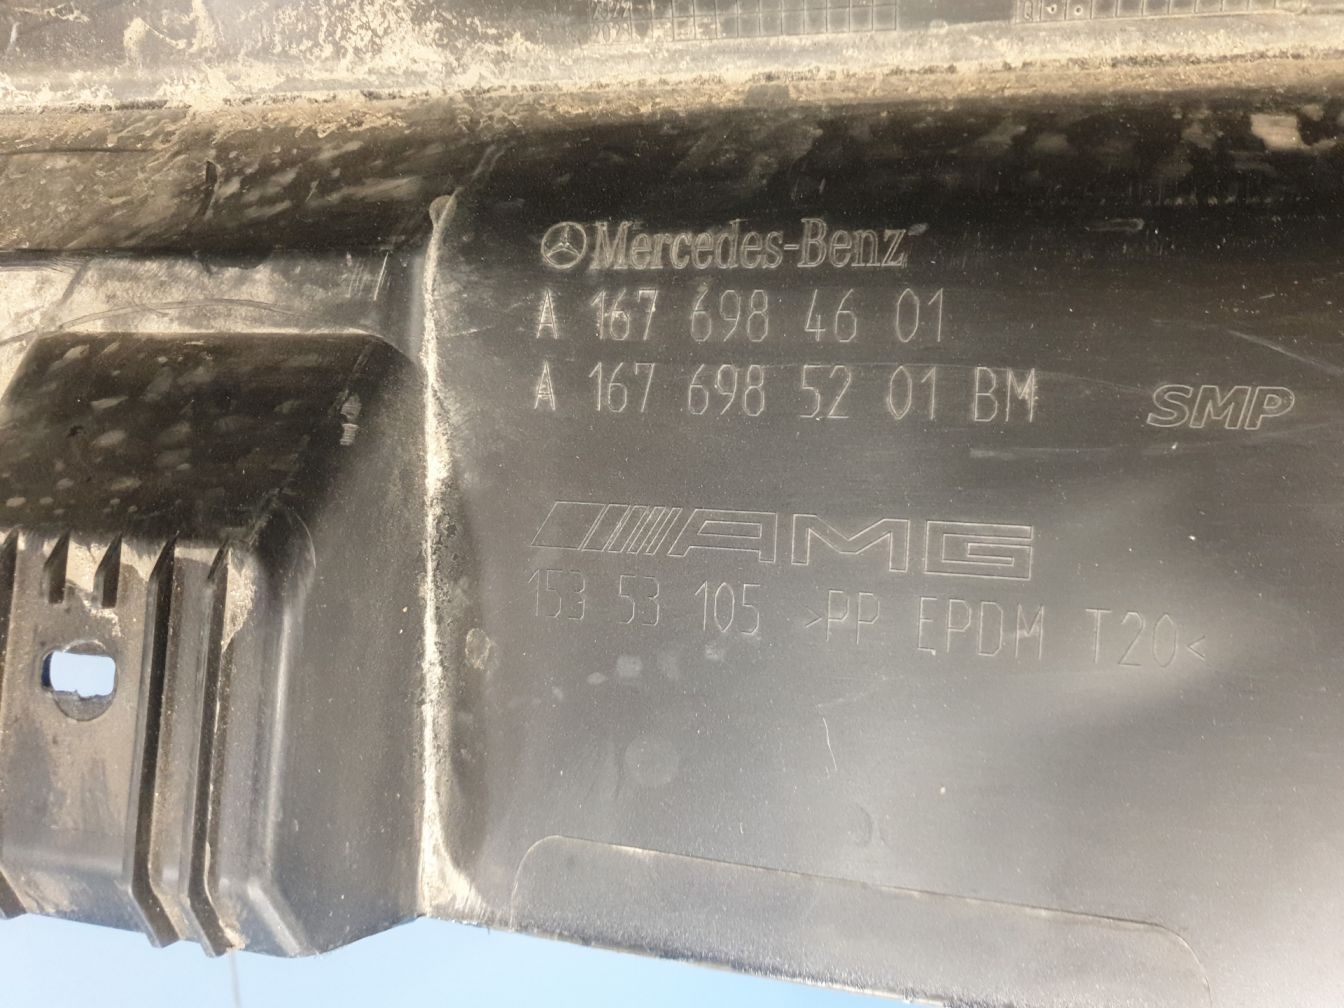 Mercedes-Benz
A 167 698 46 01
A 167 698 52 01 BM
SMP
AMG
153 53 105 >PP EPDM T20<